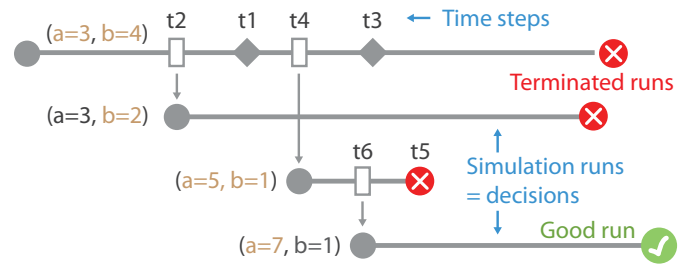 t2 t1 t4 t3 Time steps
(a=3, b=4)
Terminated runs
(a=3, b=2)
t6 t5
(a=5, b=1)
Simulation runs
= decisions
Good run
(a=7, b=1)